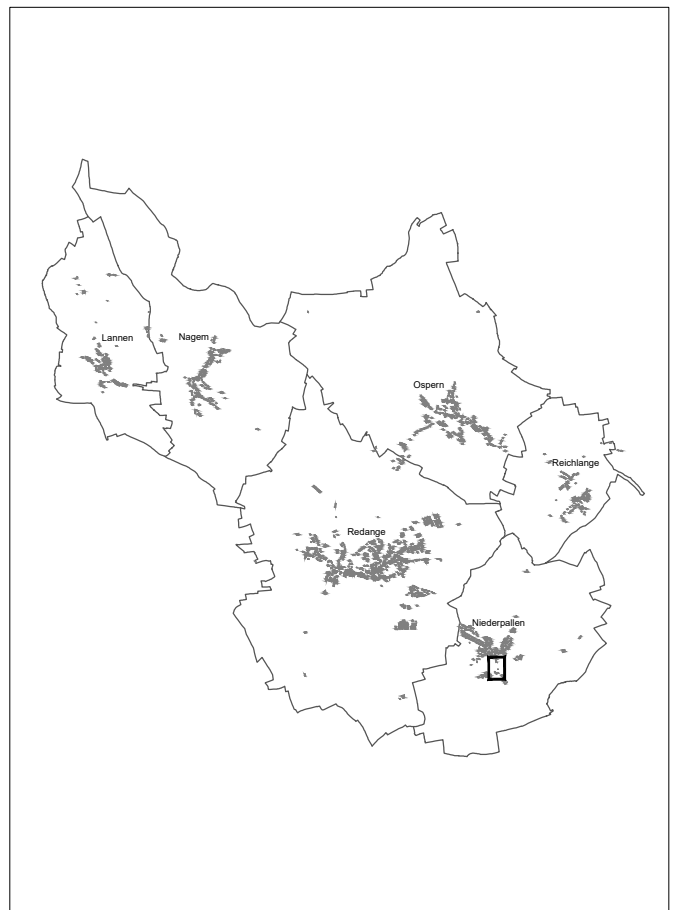 Lannen
Nagem
Ospern
Reichlange
Redange
Niederpallen